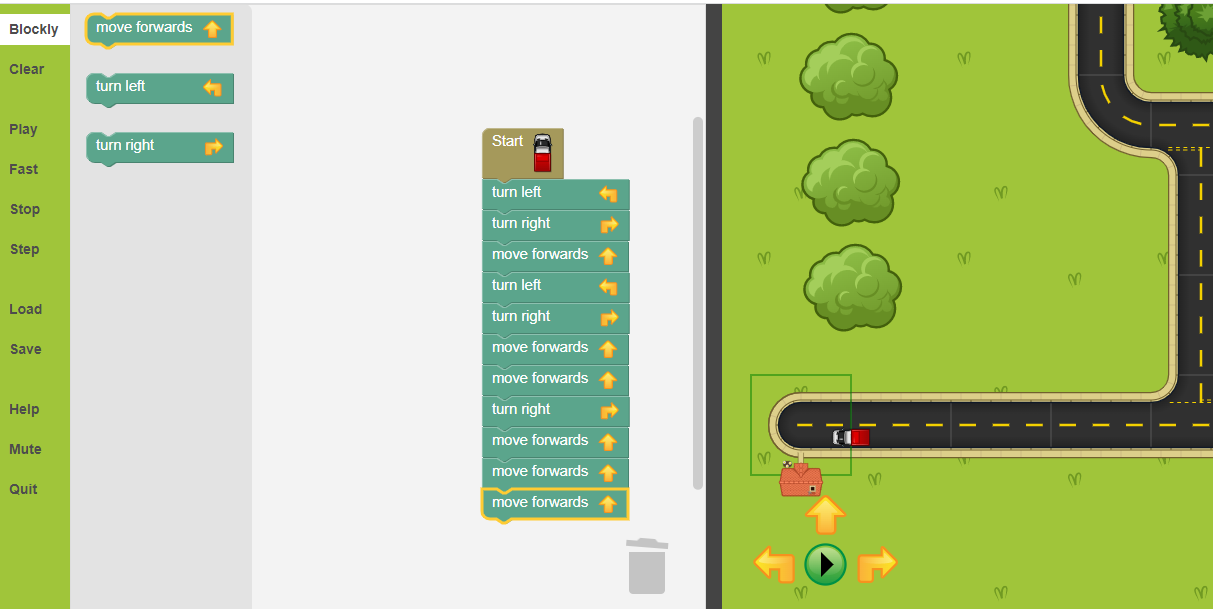 Blockly
Clear
Play
Fast
Stop
Step
Load
Save
Help
Mute
Quit
move forwards
turn left
turn right
Start
turn left
turn right
move forwards
turn left
turn right
move forwards
move forwards
turn right
move forwards
move forwards
move forwards